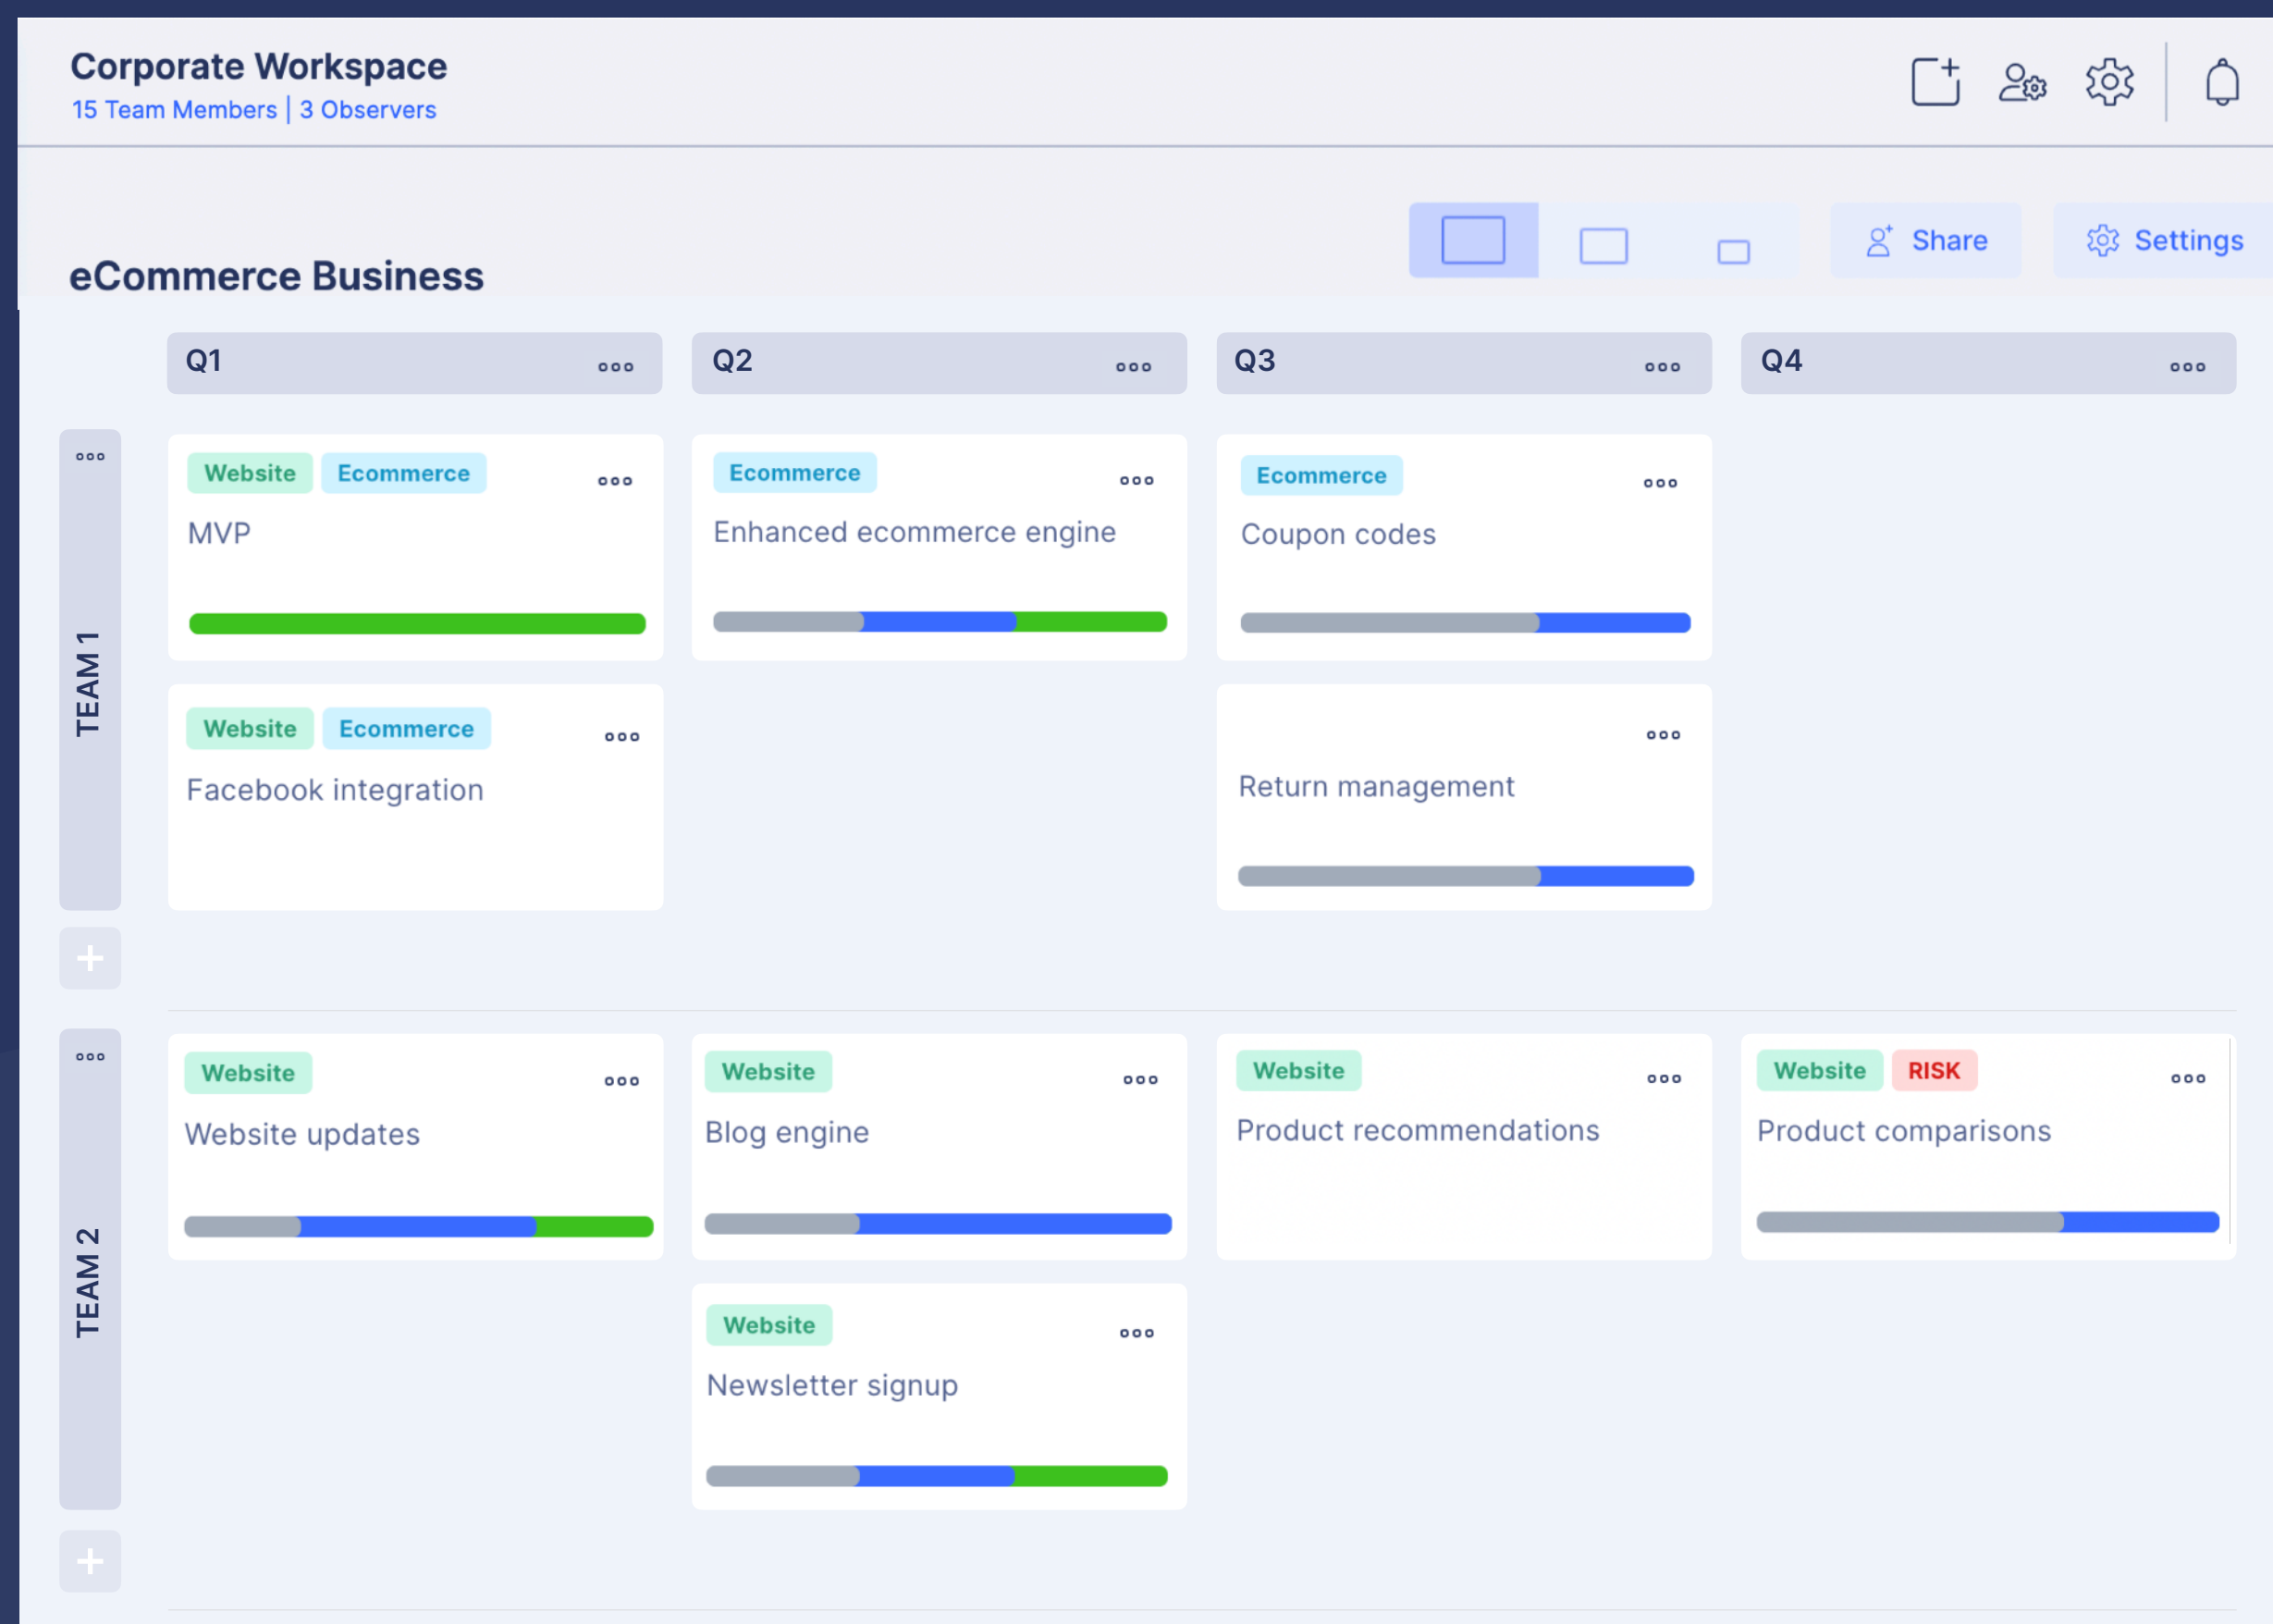 Corporate Workspace
15 Team Members | 3 Observers
eCommerce Business
Share
Settings
Q1
Q2
Q3
Q4
TEAM 1
Website Ecommerce
MVP
Ecommerce
Enhanced ecommerce engine
Ecommerce
Coupon codes
Website Ecommerce
Facebook integration
Return management
TEAM 2
Website
Website updates
Website
Blog engine
Website
Product recommendations
Website RISK
Product comparisons
Website
Newsletter signup